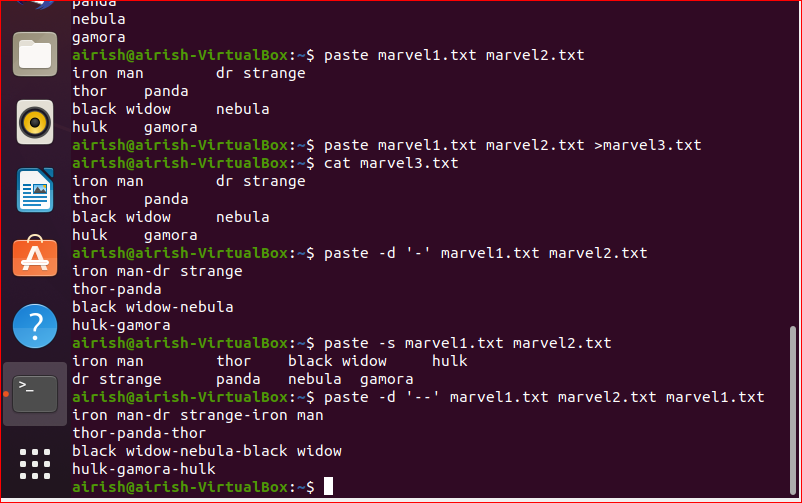 panda
nebula
gamora
airish@airish-VirtualBox:~$ paste marvel1.txt marvel2.txt
iron man        dr strange
thor    panda
black widow     nebula
hulk    gamora
airish@airish-VirtualBox:~$ paste marvel1.txt marvel2.txt >marvel3.txt
airish@airish-VirtualBox:~$ cat marvel3.txt
iron man        dr strange
thor    panda
black widow     nebula
hulk    gamora
airish@airish-VirtualBox:~$ paste -d '-' marvel1.txt marvel2.txt
iron man-dr strange
thor-panda
black widow-nebula
hulk-gamora
airish@airish-VirtualBox:~$ paste -s marvel1.txt marvel2.txt
iron man        thor    black widow     hulk
dr strange      panda   nebula  gamora
airish@airish-VirtualBox:~$ paste -d '--' marvel1.txt marvel2.txt marvel1.txt
iron man-dr strange-iron man
thor-panda-thor
black widow-nebula-black widow
hulk-gamora-hulk
airish@airish-VirtualBox:~$